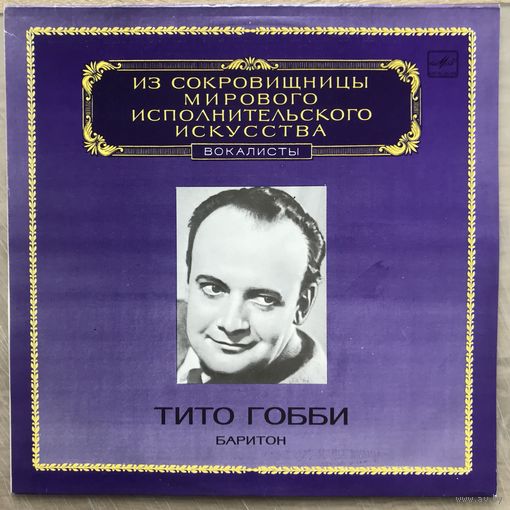 ИЗ СОКРОВИЩНИЦЫ
МИРОВОГО
ИСПОЛНИТЕЛЬСКОГО
ИСКУССТВА
ВОКАЛИСТЫ
ТИТО ГОББИ
БАРИТОН